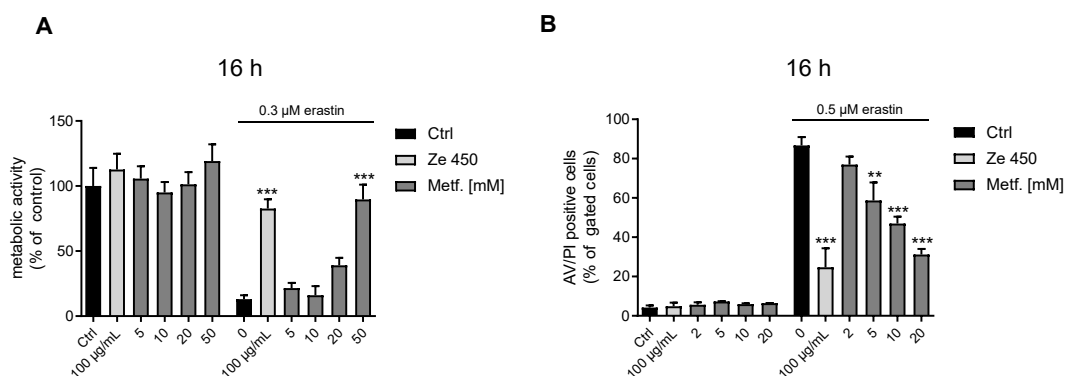 A
16 h
0.3 µM erastin
metabolic activity
(% of control)
150
100
50
0
Ctrl
100 µg/mL
5
10
20
50
0
100 µg/mL
5
10
20
50
***
***
Ctrl
Ze 450
Metf. [mM]
B
16 h
0.5 µM erastin
AV/PI positive cells
(% of gated cells)
100
80
60
40
20
0
Ctrl
100 µg/mL
2
5
10
20
0
100 µg/mL
2
5
10
20
***
**
***
***
Ctrl
Ze 450
Metf. [mM]